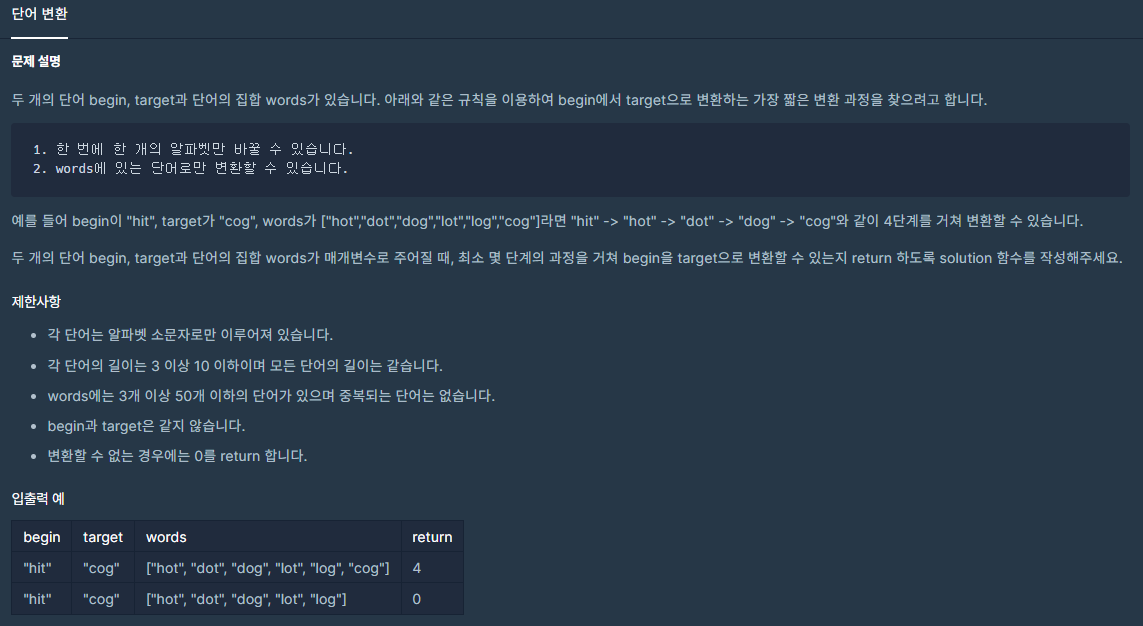 단어 변환
문제 설명
두 개의 단어 begin, target과 단어의 집합 words가 있습니다. 아래와 같은 규칙을 이용하여 begin에서 target으로 변환하는 가장 짧은 변환 과정을 찾으려고 합니다.
1. 한 번에 한 개의 알파벳만 바꿀 수 있습니다.
2. words에 있는 단어로만 변환할 수 있습니다.
예를 들어 begin이 "hit", target가 "cog", words가 ["hot","dot","dog","lot","log","cog"]라면 "hit" -> "hot" -> "dot" -> "dog" -> "cog"와 같이 4단계를 거쳐 변환할 수 있습니다.
두 개의 단어 begin, target과 단어의 집합 words가 매개변수로 주어질 때, 최소 몇 단계의 과정을 거쳐 begin을 target으로 변환할 수 있는지 return 하도록 solution 함수를 작성해주세요.
제한사항
• 각 단어는 알파벳 소문자로만 이루어져 있습니다.
• 각 단어의 길이는 3 이상 10 이하이며 모든 단어의 길이는 같습니다.
• words에는 3개 이상 50개 이하의 단어가 있으며 중복되는 단어는 없습니다.
• begin과 target은 같지 않습니다.
• 변환할 수 없는 경우에는 0를 return 합니다.
입출력 예
begin target words return
"hit" "cog" ["hot", "dot", "dog", "lot", "log", "cog"] 4
"hit" "cog" ["hot", "dot", "dog", "lot", "log"] 0